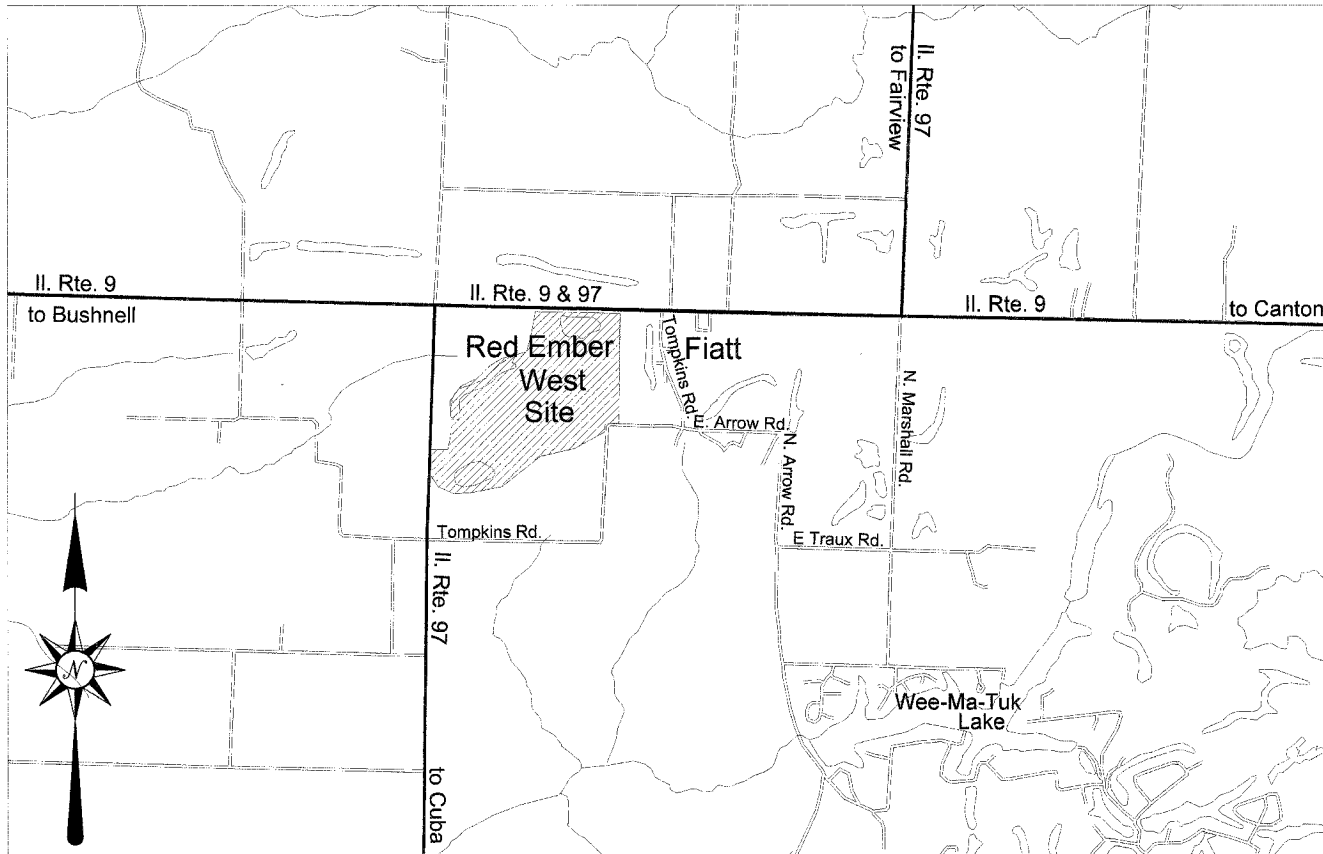 Il. Rte. 97
to Fairview
Il. Rte. 9
to Bushnell
Il. Rte. 9 & 97
Il. Rte. 9
to Canton
Red Ember
West
Site
Tompkins Rd.
Fiatt
E. Arrow Rd.
N. Arrow Rd.
N. Marshall Rd.
Tompkins Rd.
E Traux Rd.
Il. Rte. 97
to Cuba
N
Wee-Ma-Tuk
Lake